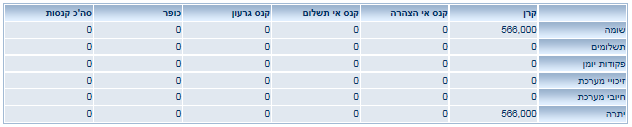 קרן קנס אי הצהרה קנס אי תשלום קנס גרעון כופר סה'כ קנסות
שומה 566,000 0 0 0 0 0
תשלומים 0 0 0 0 0 0
פקודות יומן 0 0 0 0 0 0
זיכויי מערכת 0 0 0 0 0 0
חיובי מערכת 0 0 0 0 0 0
יתרה 566,000 0 0 0 0 0